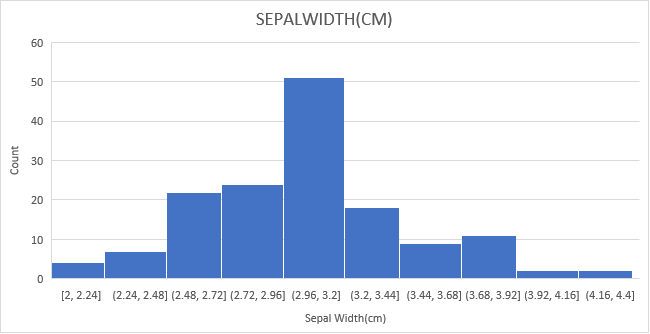 SEPALWIDTH(CM)
60
50
40
30
20
10
0
Count
[2, 2.24] (2.24, 2.48] (2.48, 2.72] (2.72, 2.96] (2.96, 3.2] (3.2, 3.44] (3.44, 3.68] (3.68, 3.92] (3.92, 4.16] (4.16, 4.4]
Sepal Width(cm)